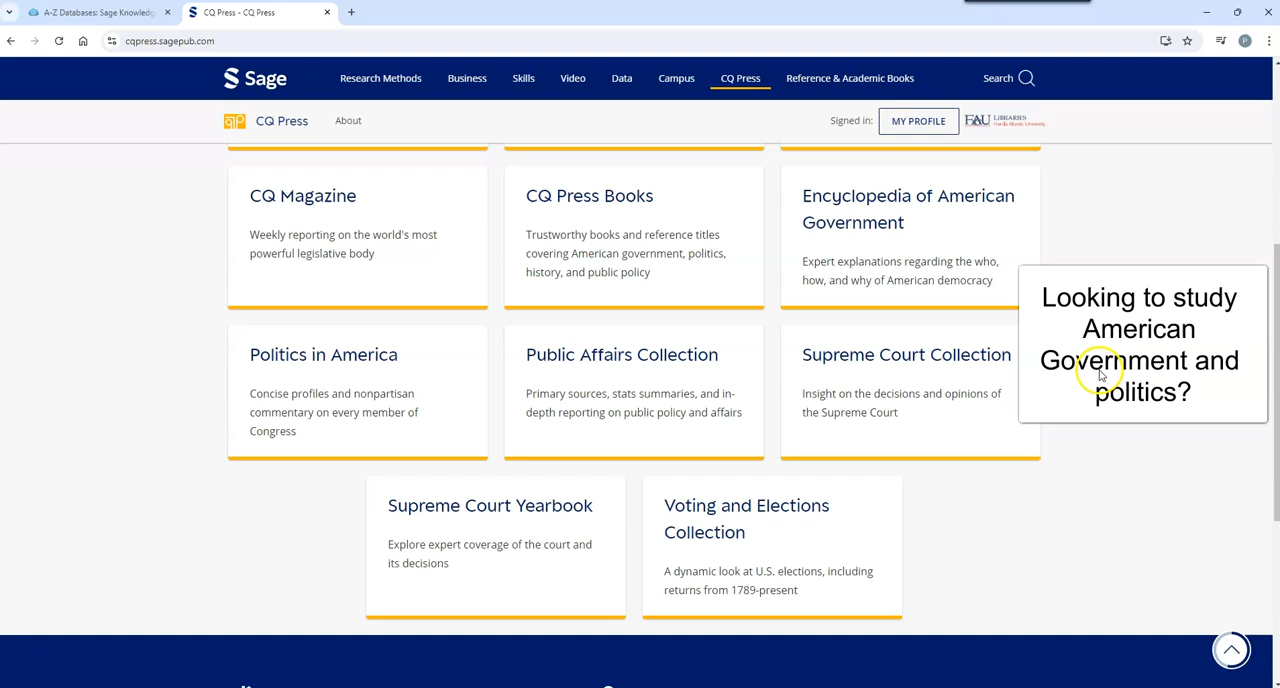 A-Z Databases: Sage Knowledg
CQ Press - CQ Press
cqpress.sagepub.com
P
Sage
Research Methods
Business
Skills
Video
Data
Campus
CQ Press
Reference & Academic Books
Search
CQ Press
About
Signed in:
MY PROFILE
FAU LIBRARIES
Florida Atlantic University
CQ Magazine
Weekly reporting on the world's most
powerful legislative body
CQ Press Books
Trustworthy books and reference titles
covering American government, politics,
history, and public policy
Encyclopedia of American
Government
Expert explanations regarding the who,
how, and why of American democracy
Looking to study
American
Government and
politics?
Politics in America
Concise profiles and nonpartisan
commentary on every member of
Congress
Public Affairs Collection
Primary sources, stats summaries, and in-
depth reporting on public policy and affairs
Supreme Court Collection
Insight on the decisions and opinions of
the Supreme Court
Supreme Court Yearbook
Explore expert coverage of the court and
its decisions
Voting and Elections
Collection
A dynamic look at U.S. elections, including
returns from 1789-present